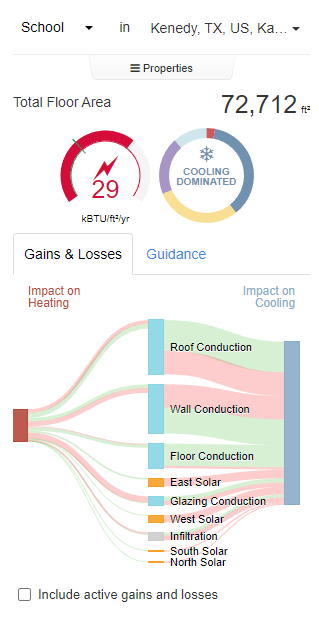 School in Kenedy, TX, US, Ka...
Properties
Total Floor Area 72,712 ft²
29
kBTU/ft²/yr
COOLING
DOMINATED
Gains & Losses Guidance
Impact on
Heating
Impact on
Cooling
Roof Conduction
Wall Conduction
Floor Conduction
East Solar
Glazing Conduction
West Solar
Infiltration
South Solar
North Solar
Include active gains and losses